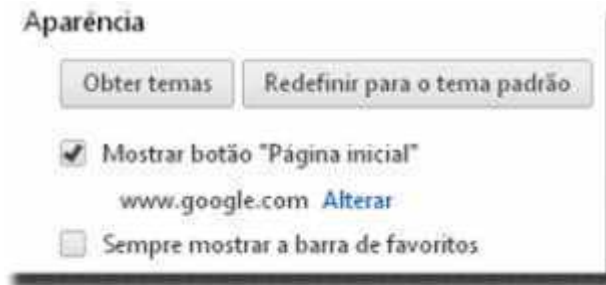 Aparência
Obter temas Redefinir para o tema padrão
Mostrar botão "Página inicial"
www.google.com Alterar
Sempre mostrar a barra de favoritos